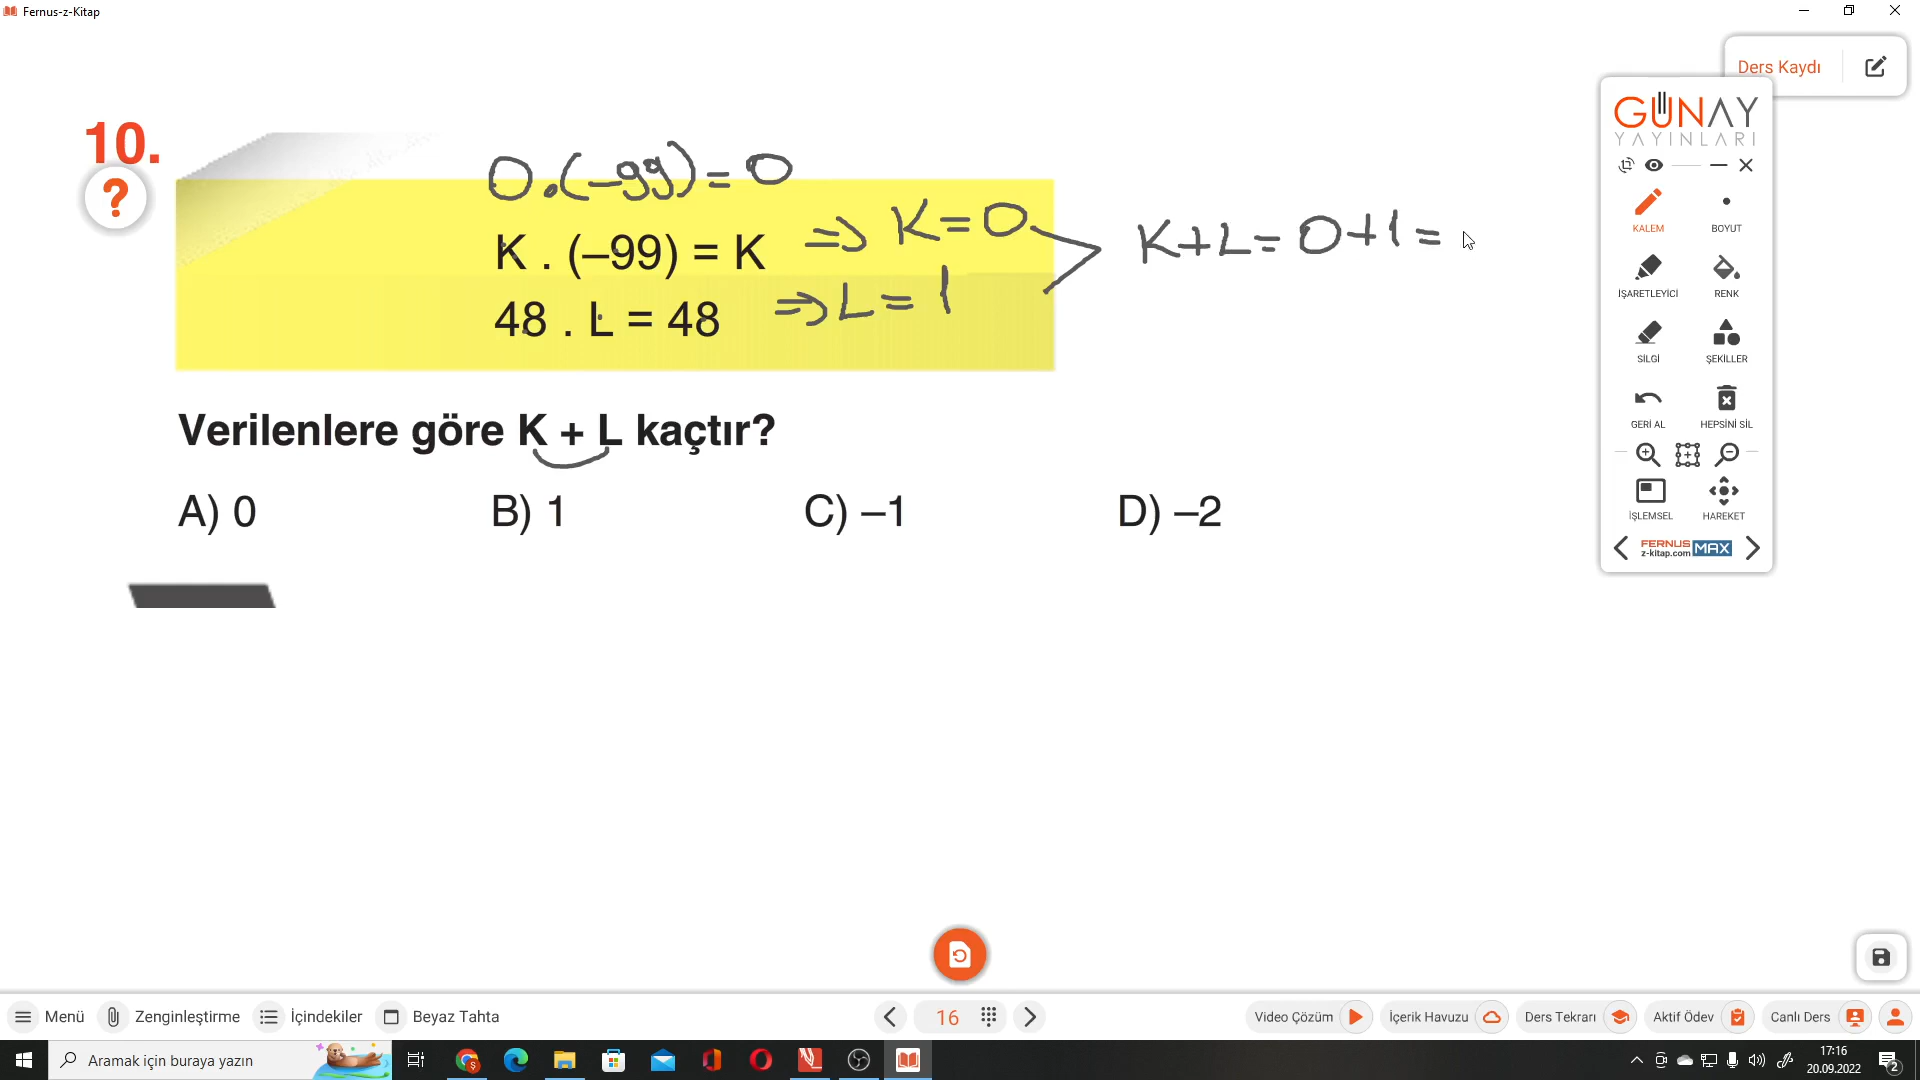 Fernus-z-Kitap
Ders Kaydı
GÜNAY
YAYINLARI
10.
?
0.(-99)=0
K . (–99) = K ⇒ K=0
48 . L = 48 ⇒ L=1
K+L=0+1=
Verilenlere göre K + L kaçtır?
A) 0 B) 1 C) –1 D) –2
KALEM BOYUT
İŞARETLEYİCİ RENK
SİLGİ ŞEKİLLER
GERİ AL HEPSİNİ SİL
İŞLEMSEL HAREKET
FERNUS
z-kitap.com MAX
Menü Zenginleştirme İçindekiler Beyaz Tahta 16 Video Çözüm İçerik Havuzu Ders Tekrarı Aktif Ödev Canlı Ders
Aramak için buraya yazın
17:16
20.09.2022
2